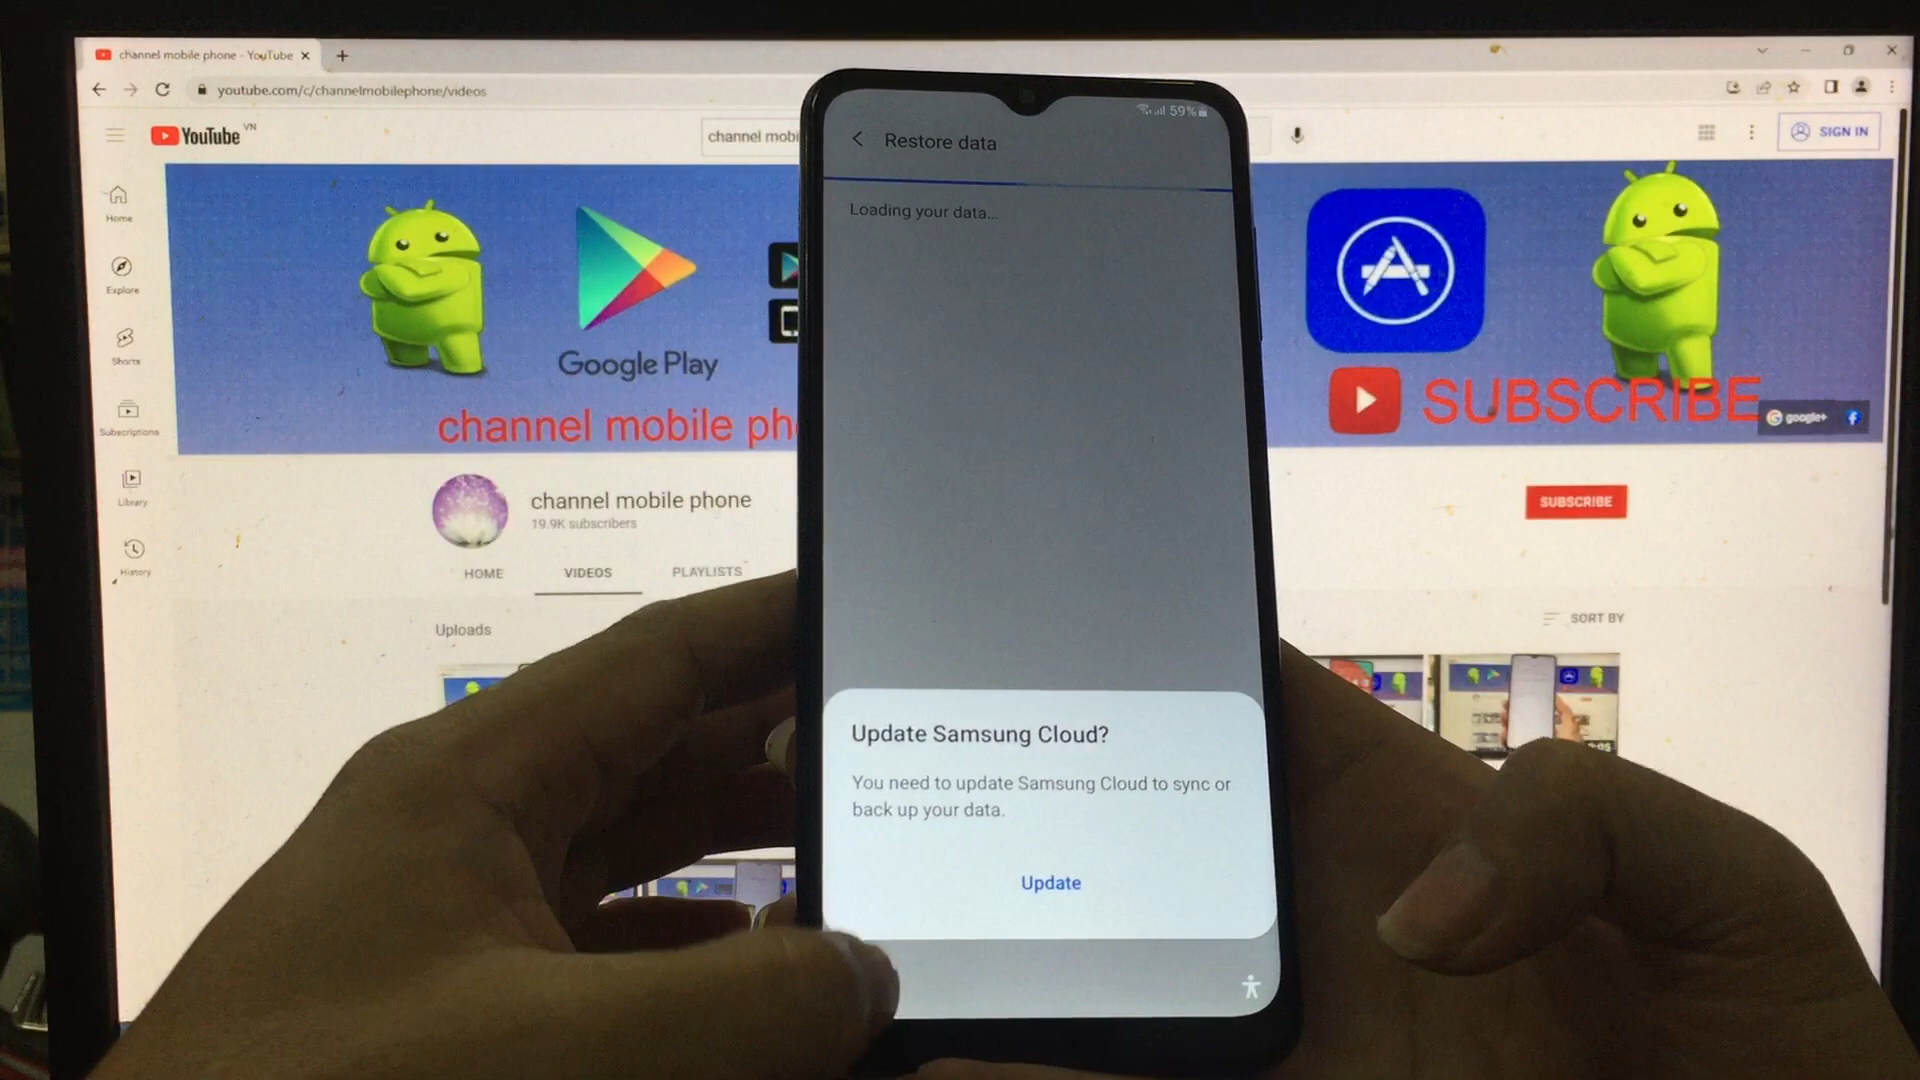 channel mobile phone - YouTube
youtube.com/c/channelmobilephone/videos
YouTube VN
channel mobi
SIGN IN
Home
Explore
Shorts
Subscriptions
Library
History
Google Play
channel mobile ph
SUBSCRIBE
google+
channel mobile phone
19.9K subscribers
SUBSCRIBE
HOME
VIDEOS
PLAYLISTS
Uploads
SORT BY
59%
Restore data
Loading your data...
Update Samsung Cloud?
You need to update Samsung Cloud to sync or
back up your data.
Update